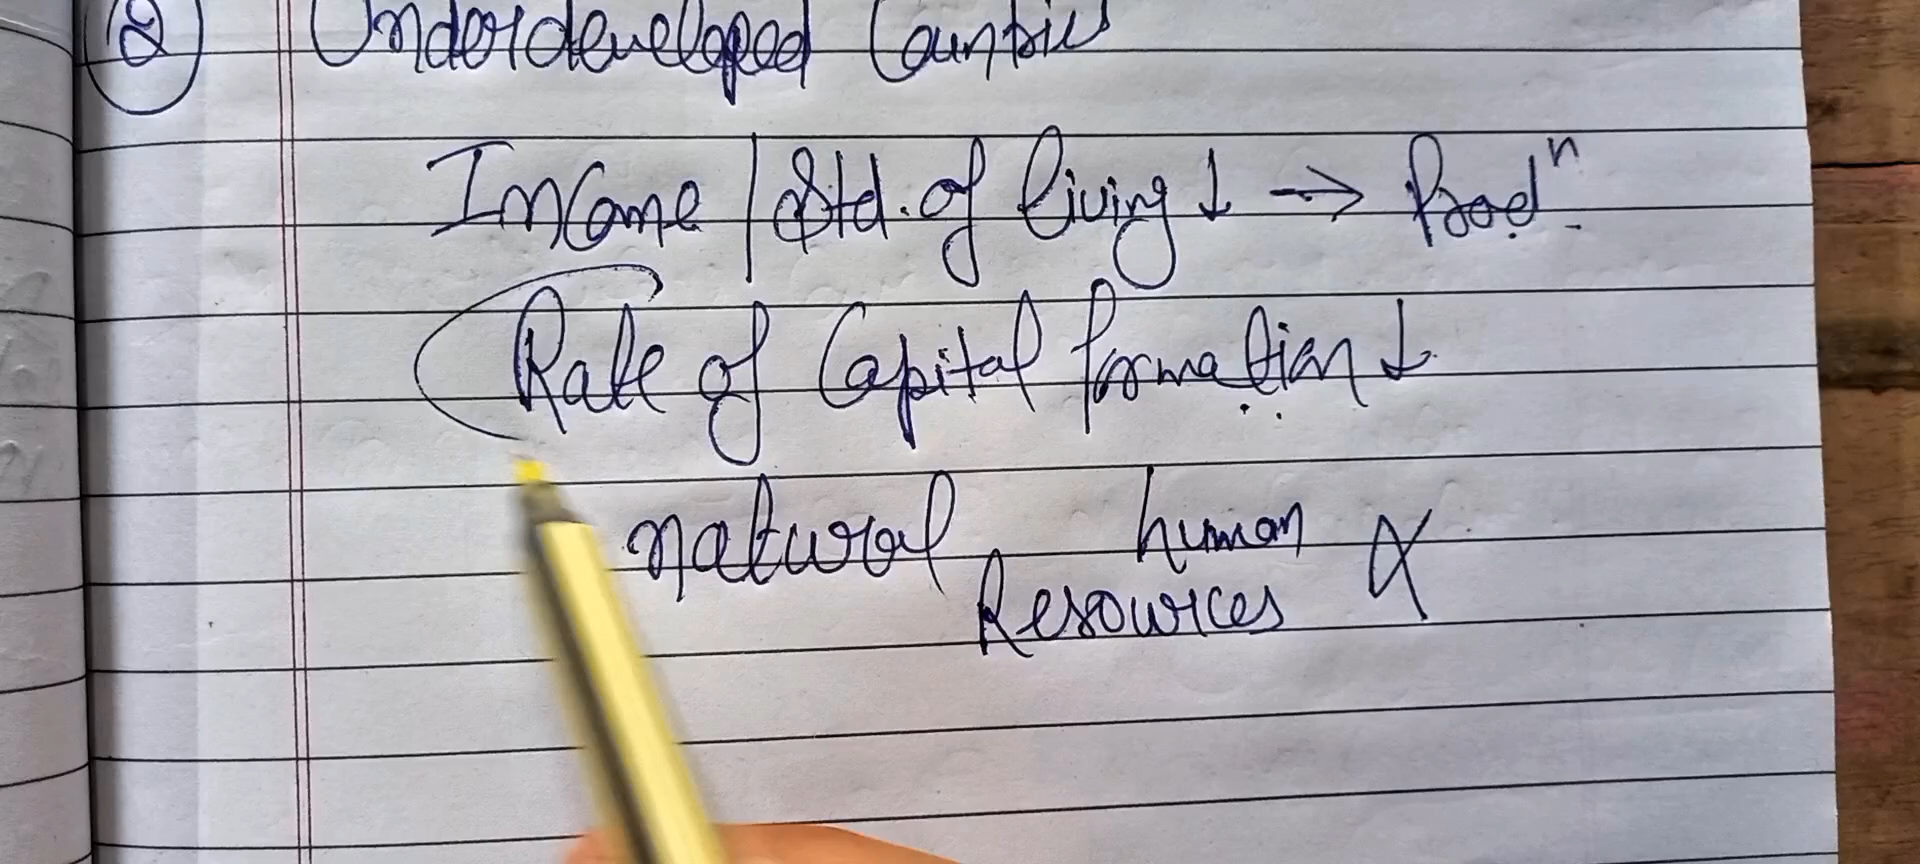 ② Underdeveloped Countries
Income / Std. of living ↓ → Prodⁿ
Rate of Capital formation ↓
natural human X
Resources